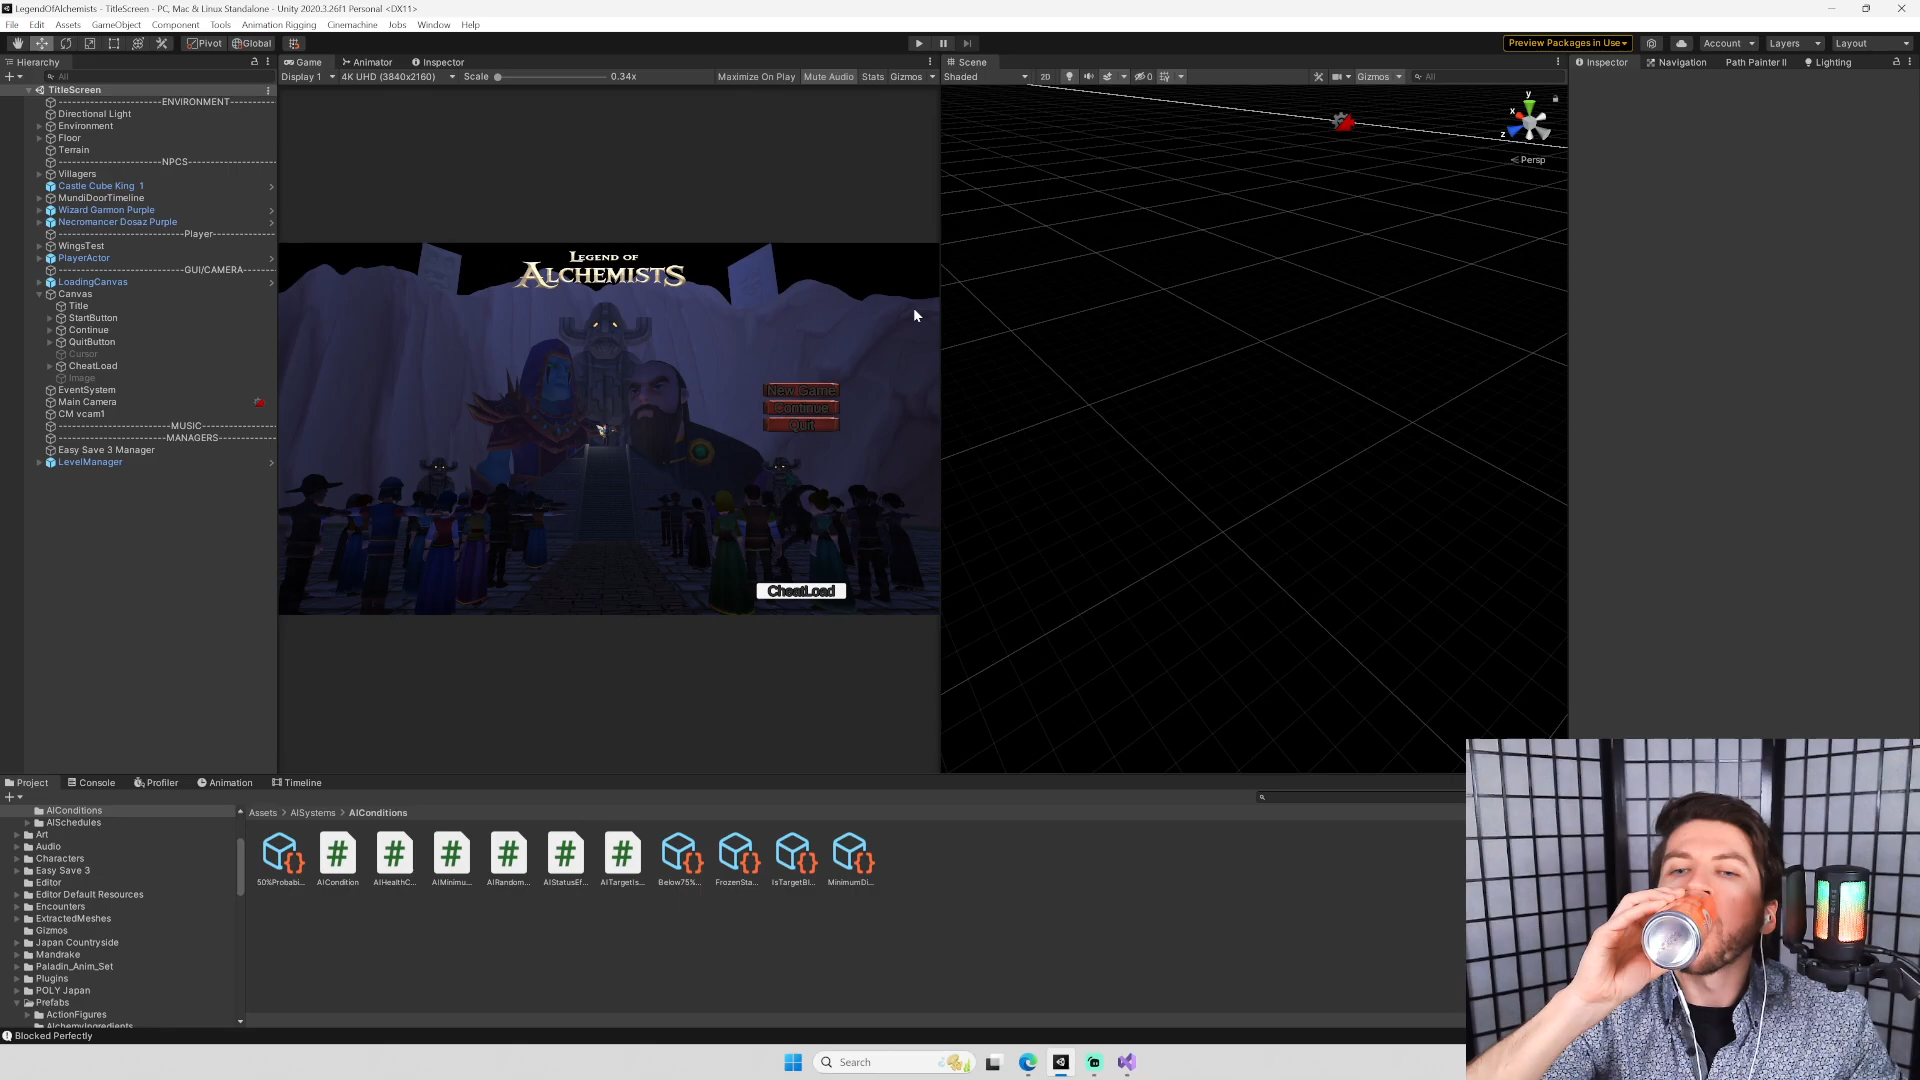 LegendOfAlchemists - TitleScreen - PC, Mac & Linux Standalone - Unity 2020.3.26f1 Personal <DX11>
File Edit Assets GameObject Component Tools Animation Rigging Cinemachine Jobs Window Help
Pivot Global Preview Packages in Use Account Layers Layout
Hierarchy Game Animator Inspector Scene Inspector Navigation Path Painter II Lighting
All Display 1 4K UHD (3840x2160) Scale 0.34x Maximize On Play Mute Audio Stats Gizmos Shaded 2D 0 Gizmos All
TitleScreen
-----------------------ENVIRONMENT-----------
Directional Light
Environment
Floor
Terrain
-----------------------NPCS-----------------------
Villagers
Castle Cube King 1
MundiDoorTimeline
Wizard Garmon Purple
Necromancer Dosaz Purple
----------------------------Player----------------
WingsTest
PlayerActor
----------------------------GUI/CAMERA-------
LoadingCanvas
Canvas
Title
StartButton
Continue
QuitButton
Cursor
CheatLoad
Image
EventSystem
Main Camera
CM vcam1
-------------------------MUSIC-------------------
------------------------MANAGERS------------
Easy Save 3 Manager
LevelManager
LEGEND OF
ALCHEMISTS
New Game
Continue
Quit
CheatLoad
y
x
z
Persp
Project Console Profiler Animation Timeline
Assets > AISystems > AIConditions
AIConditions
AISchedules
Art
Audio
Characters
Easy Save 3
Editor
Editor Default Resources
Encounters
ExtractedMeshes
Gizmos
Japan Countryside
Mandrake
Paladin_Anim_Set
Plugins
POLY Japan
Prefabs
ActionFigures
AlchemyIngredients
50%Probabi... AICondition AIHealthC... AIMinimu... AIRandom... AIStatusEf... AITargetIs... Below75%... FrozenSta... IsTargetBl... MinimumDi...
Blocked Perfectly
Search